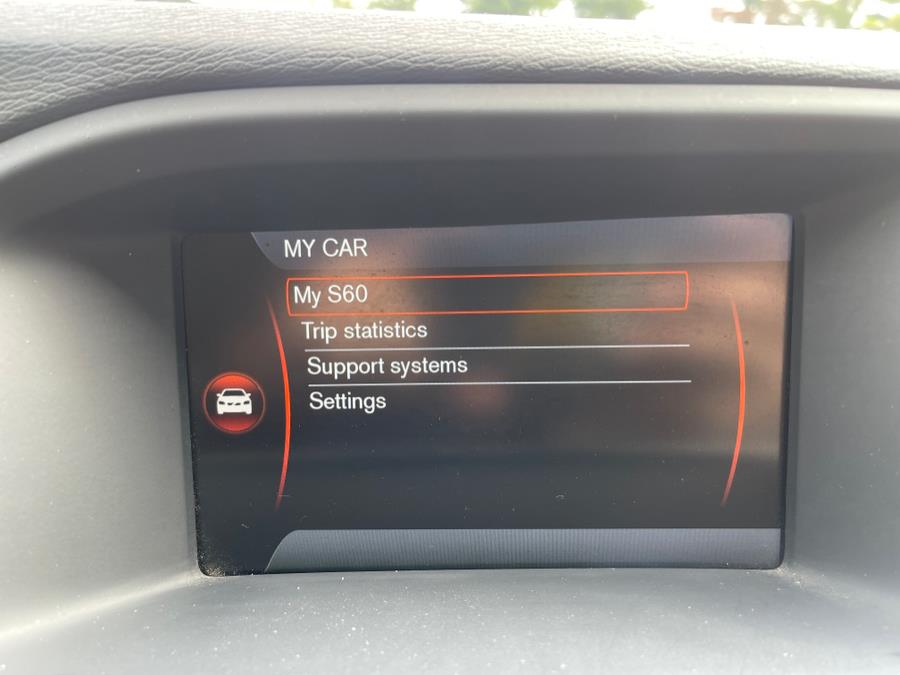 MY CAR
My S60
Trip statistics
Support systems
Settings